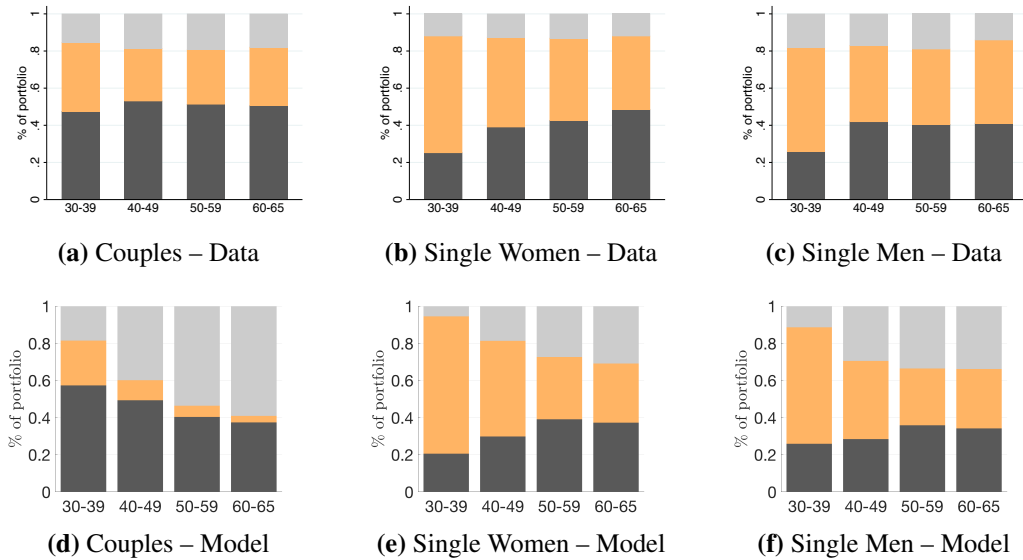 % of portfolio
1
.8
.6
.4
.2
0
30-39 40-49 50-59 60-65
(a) Couples – Data
% of portfolio
1
.8
.6
.4
.2
0
30-39 40-49 50-59 60-65
(b) Single Women – Data
% of portfolio
1
.8
.6
.4
.2
0
30-39 40-49 50-59 60-65
(c) Single Men – Data
% of portfolio
1
0.8
0.6
0.4
0.2
0
30-39 40-49 50-59 60-65
(d) Couples – Model
% of portfolio
1
0.8
0.6
0.4
0.2
0
30-39 40-49 50-59 60-65
(e) Single Women – Model
% of portfolio
1
0.8
0.6
0.4
0.2
0
30-39 40-49 50-59 60-65
(f) Single Men – Model